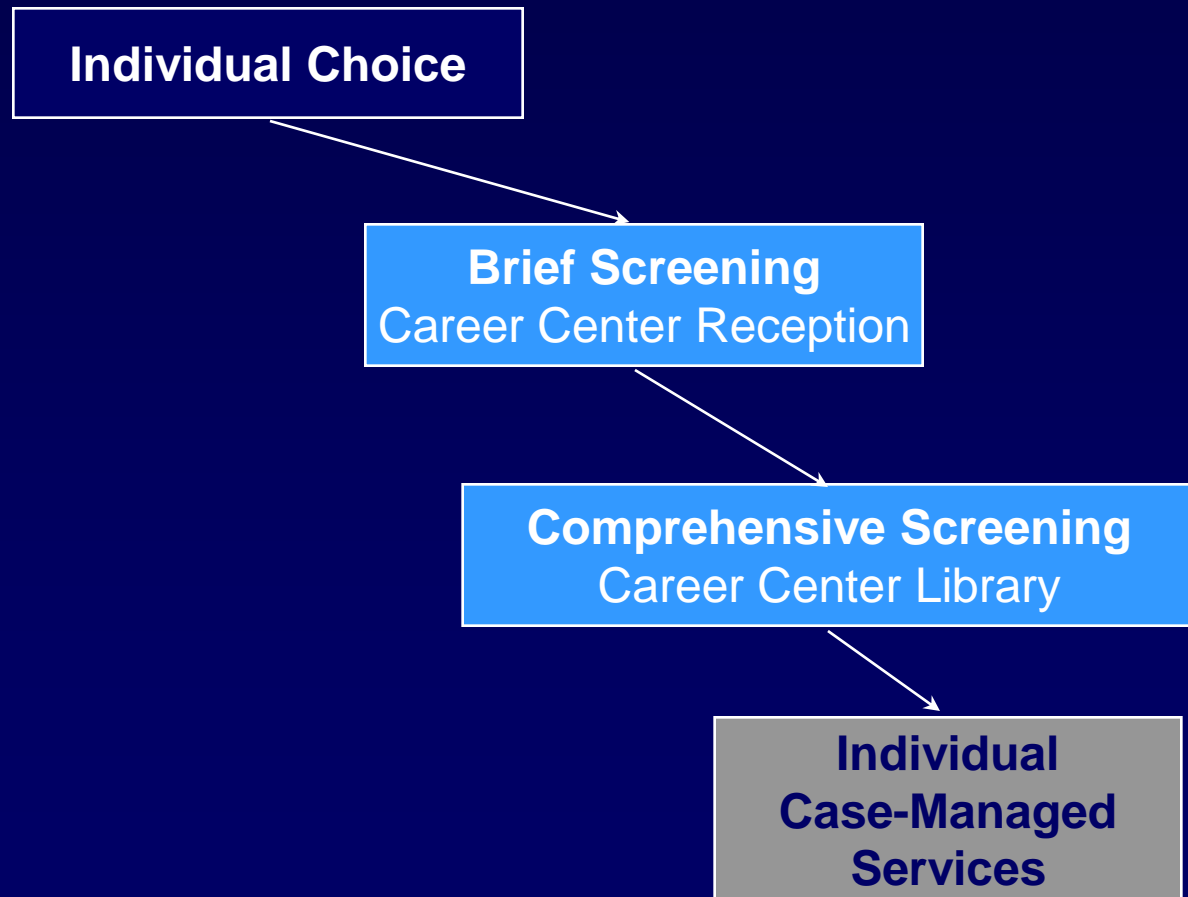 Individual Choice
Brief Screening
Career Center Reception
Comprehensive Screening
Career Center Library
Individual
Case-Managed
Services